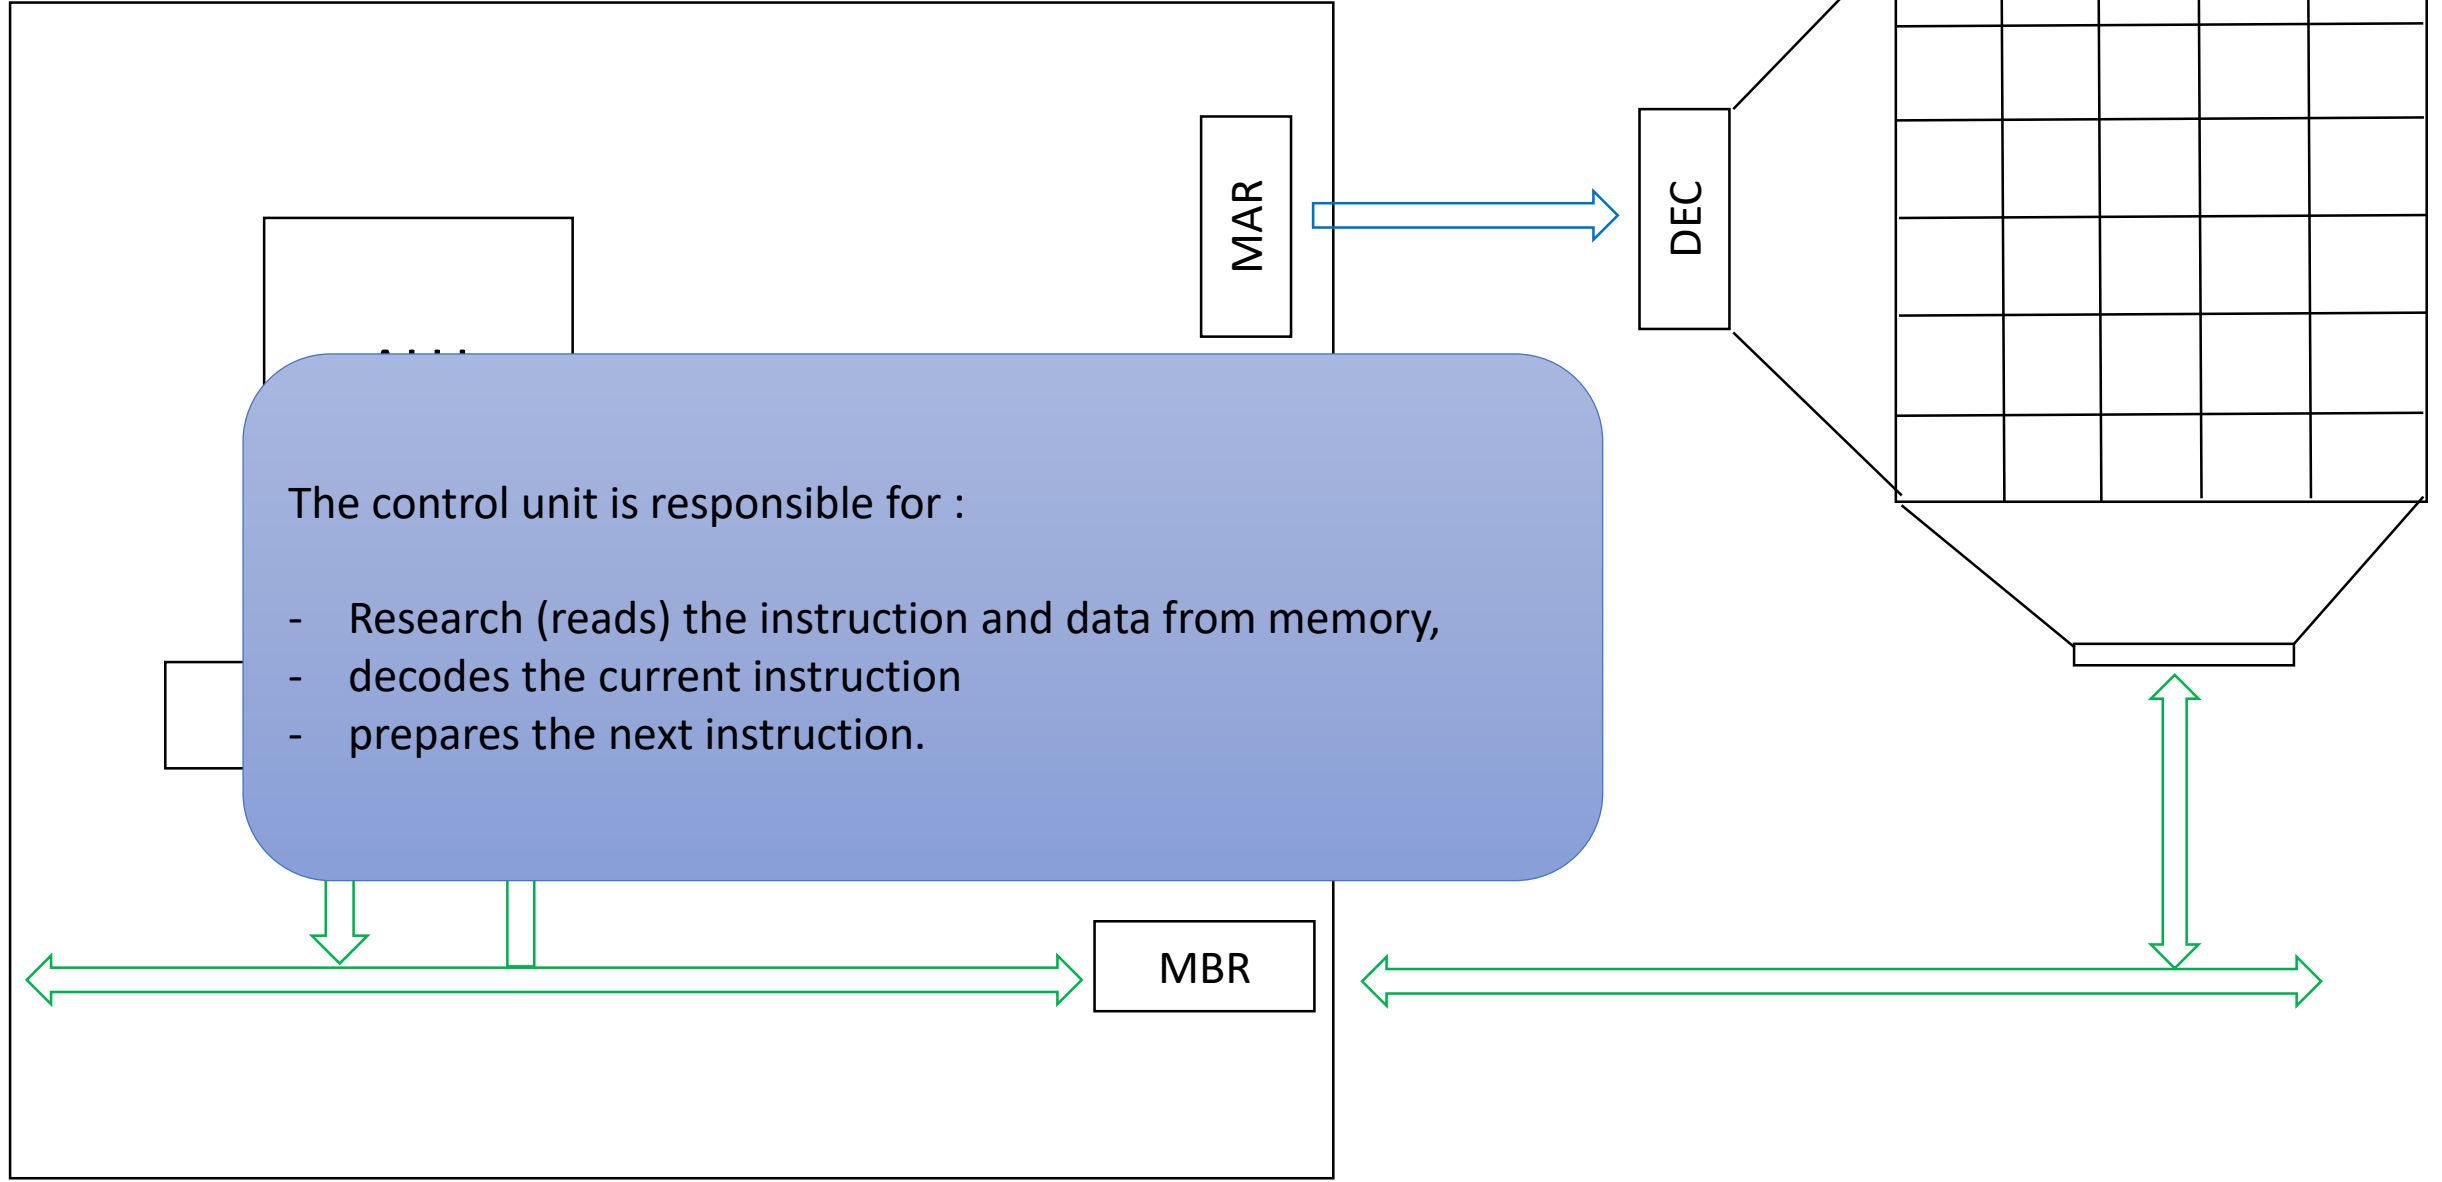 MAR
DEC
The control unit is responsible for :
- Research (reads) the instruction and data from memory,
- decodes the current instruction
- prepares the next instruction.
MBR